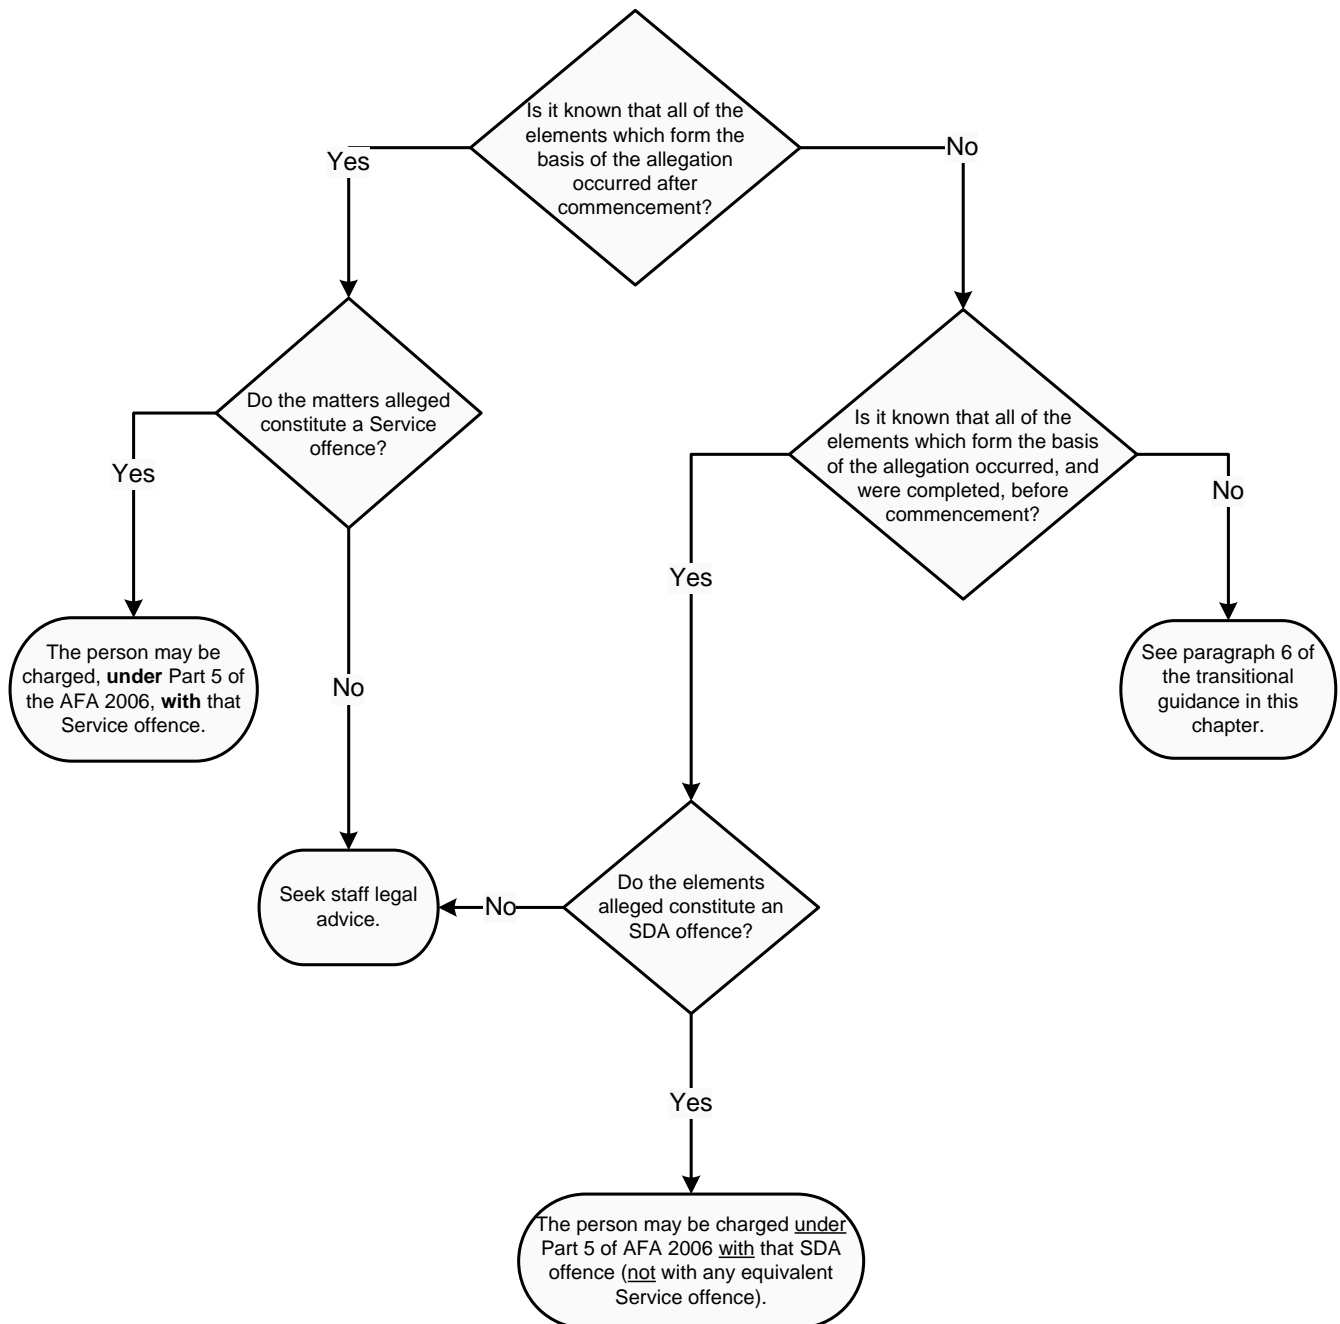 Is it known that all of the
elements which form the
basis of the allegation
occurred after
commencement?
Yes
No
Do the matters alleged
constitute a Service
offence?
Is it known that all of the
elements which form the basis
of the allegation occurred, and
were completed, before
commencement?
Yes
No
Yes
No
The person may be
charged, under Part 5 of
the AFA 2006, with that
Service offence.
See paragraph 6 of
the transitional
guidance in this
chapter.
Seek staff legal
advice.
No
Do the elements
alleged constitute an
SDA offence?
Yes
The person may be charged under
Part 5 of AFA 2006 with that SDA
offence (not with any equivalent
Service offence).